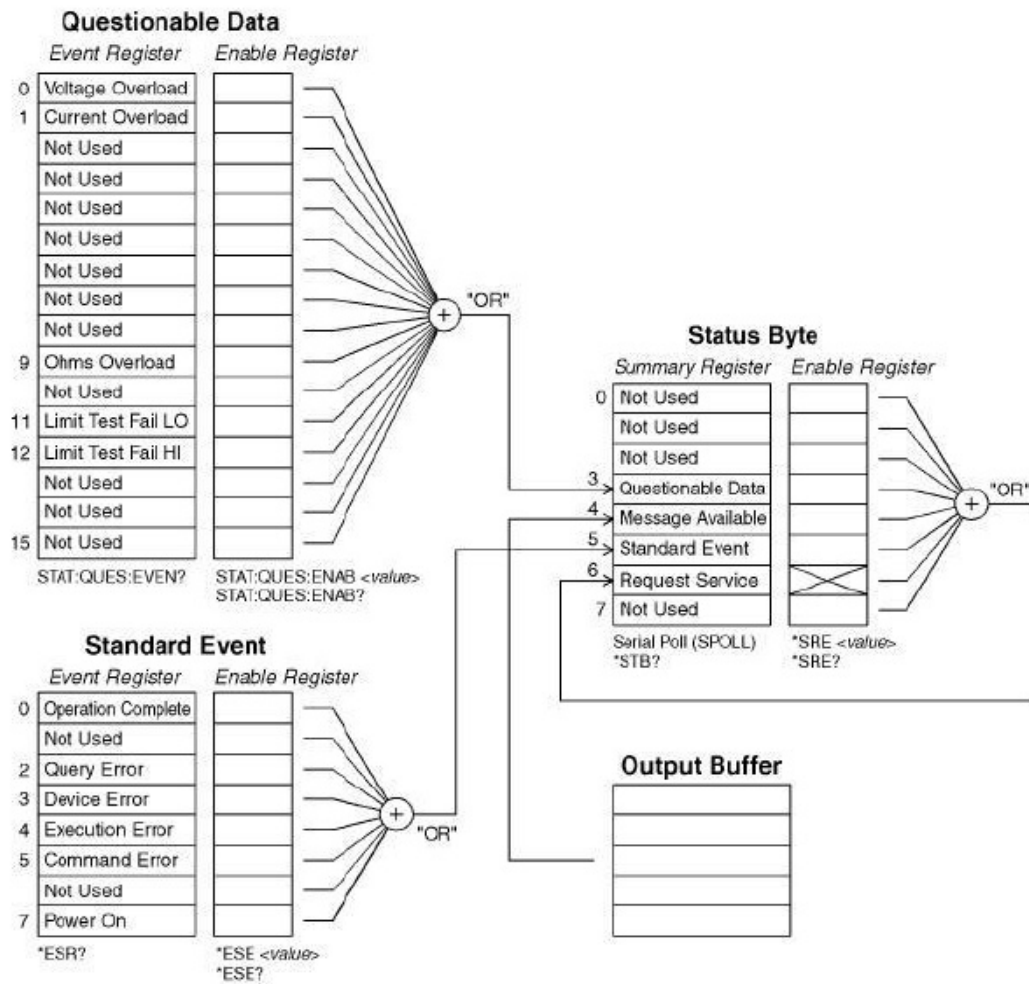 Questionable Data
Event Register Enable Register
0 Voltage Overload
1 Current Overload
Not Used
Not Used
Not Used
Not Used
Not Used
Not Used
Not Used
9 Ohms Overload
Not Used
11 Limit Test Fail LO
12 Limit Test Fail HI
Not Used
Not Used
15 Not Used
"OR"
STAT:QUES:EVEN? STAT:QUES:ENAB <value>
STAT:QUES:ENAB?
Status Byte
Summary Register Enable Register
0 Not Used
Not Used
Not Used
3 Questionable Data
4 Message Available
5 Standard Event
6 Request Service
7 Not Used
"OR"
Serial Poll (SPOLL) *SRE <value>
*STB? *SRE?
Standard Event
Event Register Enable Register
0 Operation Complete
Not Used
2 Query Error
3 Device Error
4 Execution Error
5 Command Error
Not Used
7 Power On
"OR"
*ESR? *ESE <value>
*ESE?
Output Buffer